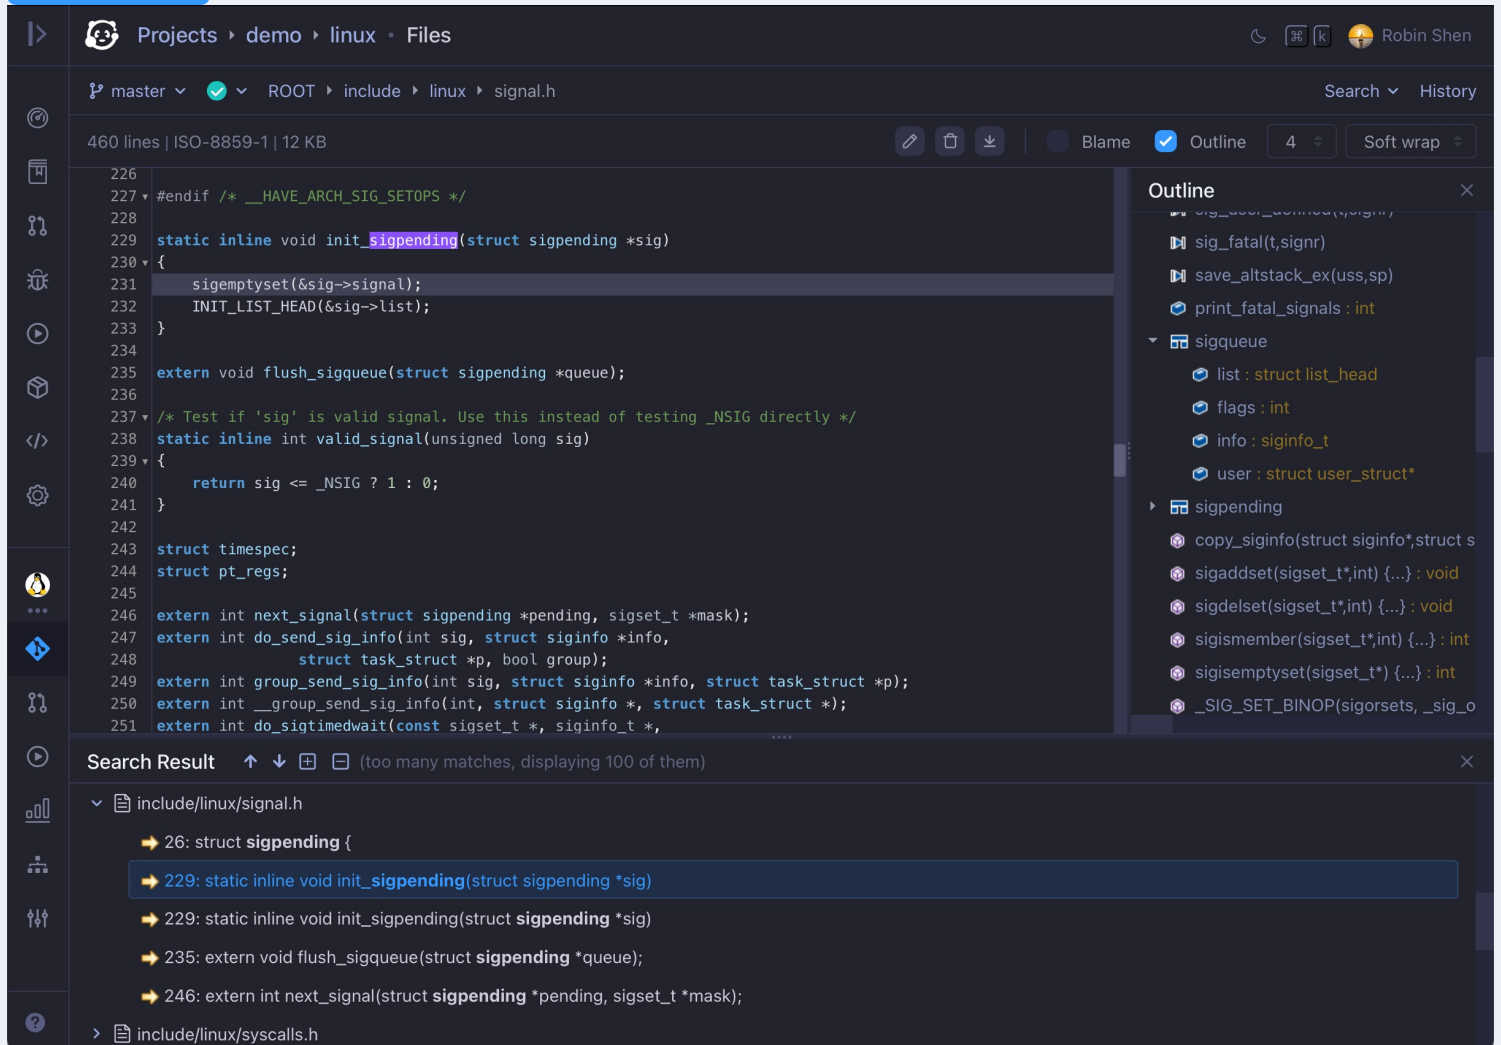 Projects › demo › linux • Files
⌘ k Robin Shen
master ROOT › include › linux › signal.h
Search History
460 lines | ISO-8859-1 | 12 KB
Blame Outline 4 Soft wrap
226
227 #endif /* __HAVE_ARCH_SIG_SETOPS */
228
229 static inline void init_sigpending(struct sigpending *sig)
230 {
231     sigemptyset(&sig->signal);
232     INIT_LIST_HEAD(&sig->list);
233 }
234
235 extern void flush_sigqueue(struct sigpending *queue);
236
237 /* Test if 'sig' is valid signal. Use this instead of testing _NSIG directly */
238 static inline int valid_signal(unsigned long sig)
239 {
240     return sig <= _NSIG ? 1 : 0;
241 }
242
243 struct timespec;
244 struct pt_regs;
245
246 extern int next_signal(struct sigpending *pending, sigset_t *mask);
247 extern int do_send_sig_info(int sig, struct siginfo *info,
248                 struct task_struct *p, bool group);
249 extern int group_send_sig_info(int sig, struct siginfo *info, struct task_struct *p);
250 extern int __group_send_sig_info(int, struct siginfo *, struct task_struct *);
251 extern int do_sigtimedwait(const sigset_t *, siginfo_t *,
Outline
sig_user_defined(t,signr)
sig_fatal(t,signr)
save_altstack_ex(uss,sp)
print_fatal_signals : int
sigqueue
list : struct list_head
flags : int
info : siginfo_t
user : struct user_struct*
sigpending
copy_siginfo(struct siginfo*,struct s
sigaddset(sigset_t*,int) {...} : void
sigdelset(sigset_t*,int) {...} : void
sigismember(sigset_t*,int) {...} : int
sigisemptyset(sigset_t*) {...} : int
_SIG_SET_BINOP(sigorsets, _sig_o
Search Result (too many matches, displaying 100 of them)
include/linux/signal.h
26: struct sigpending {
229: static inline void init_sigpending(struct sigpending *sig)
229: static inline void init_sigpending(struct sigpending *sig)
235: extern void flush_sigqueue(struct sigpending *queue);
246: extern int next_signal(struct sigpending *pending, sigset_t *mask);
include/linux/syscalls.h